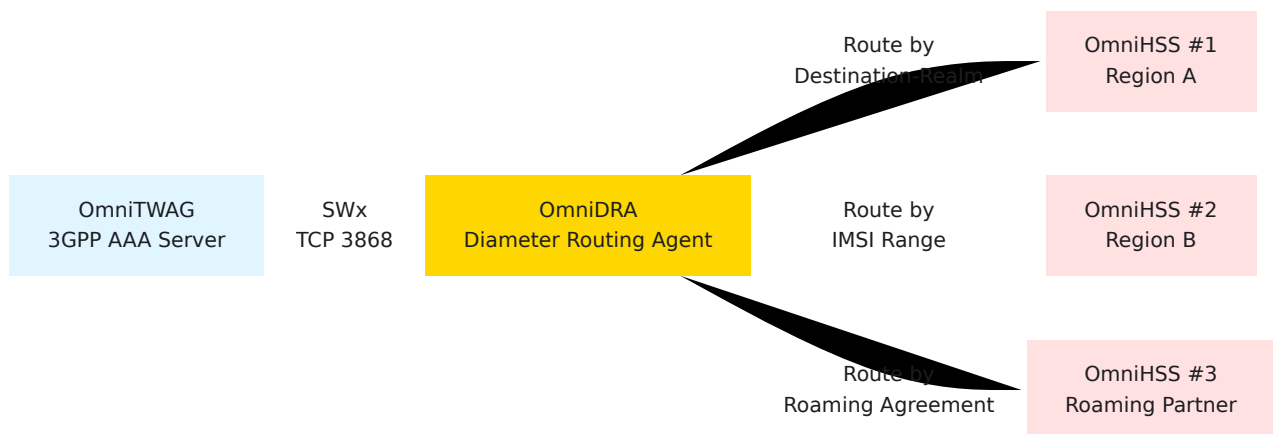 OmniTWAG
3GPP AAA Server
SWx
TCP 3868
OmniDRA
Diameter Routing Agent
Route by
Destination-Realm
OmniHSS #1
Region A
Route by
IMSI Range
OmniHSS #2
Region B
Route by
Roaming Agreement
OmniHSS #3
Roaming Partner